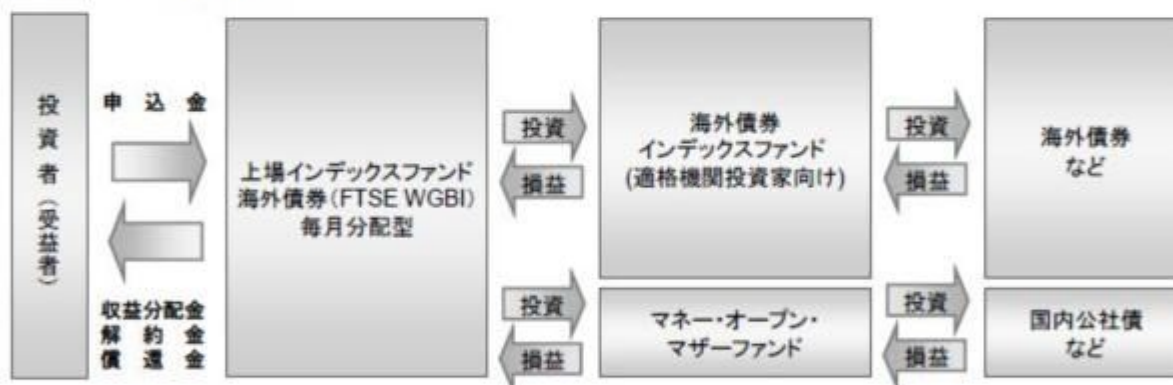 投資者(受益者)
申込金
収益分配金
解約金
償還金
上場インデックスファンド
海外債券(FTSE WGBI)
毎月分配型
投資
損益
投資
損益
海外債券
インデックスファンド
(適格機関投資家向け)
マネー・オープン・
マザーファンド
投資
損益
投資
損益
海外債券
など
国内公社債
など